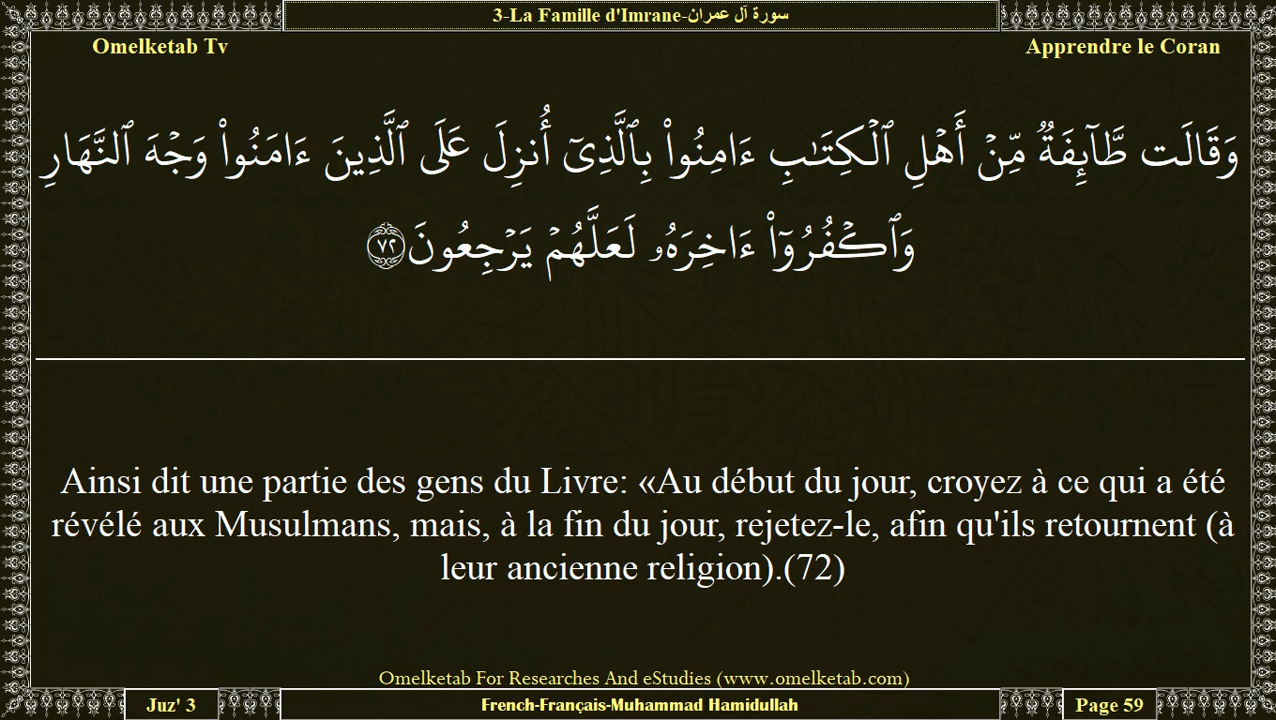 3-La Famille d'Imrane-سورة آل عمران
Omelketab Tv
Apprendre le Coran
وَقَالَت طَّآئِفَةٌ مِّنۡ أَهۡلِ ٱلۡكِتَٰبِ ءَامِنُواْ بِٱلَّذِيٓ أُنزِلَ عَلَى ٱلَّذِينَ ءَامَنُواْ وَجۡهَ ٱلنَّهَارِ
وَٱكۡفُرُوٓاْ ءَاخِرَهُۥ لَعَلَّهُمۡ يَرۡجِعُونَ ٧٢
Ainsi dit une partie des gens du Livre: «Au début du jour, croyez à ce qui a été
révélé aux Musulmans, mais, à la fin du jour, rejetez-le, afin qu'ils retournent (à
leur ancienne religion).(72)
Omelketab For Researches And eStudies (www.omelketab.com)
Juz' 3
French-Français-Muhammad Hamidullah
Page 59